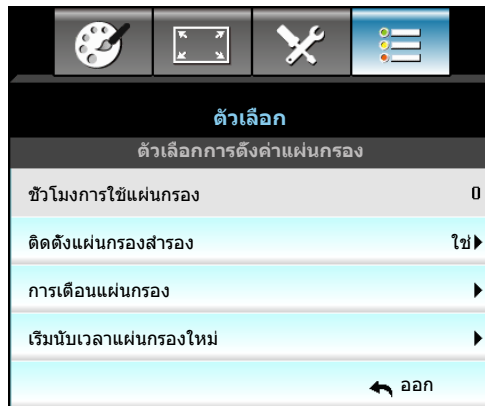 ตัวเลือก
ตัวเลือกการตั้งค่าแผ่นกรอง
ชั่วโมงการใช้แผ่นกรอง 0
ติดตั้งแผ่นกรองสำรอง ใช่
การเตือนแผ่นกรอง
เริ่มนับเวลาแผ่นกรองใหม่
ออก